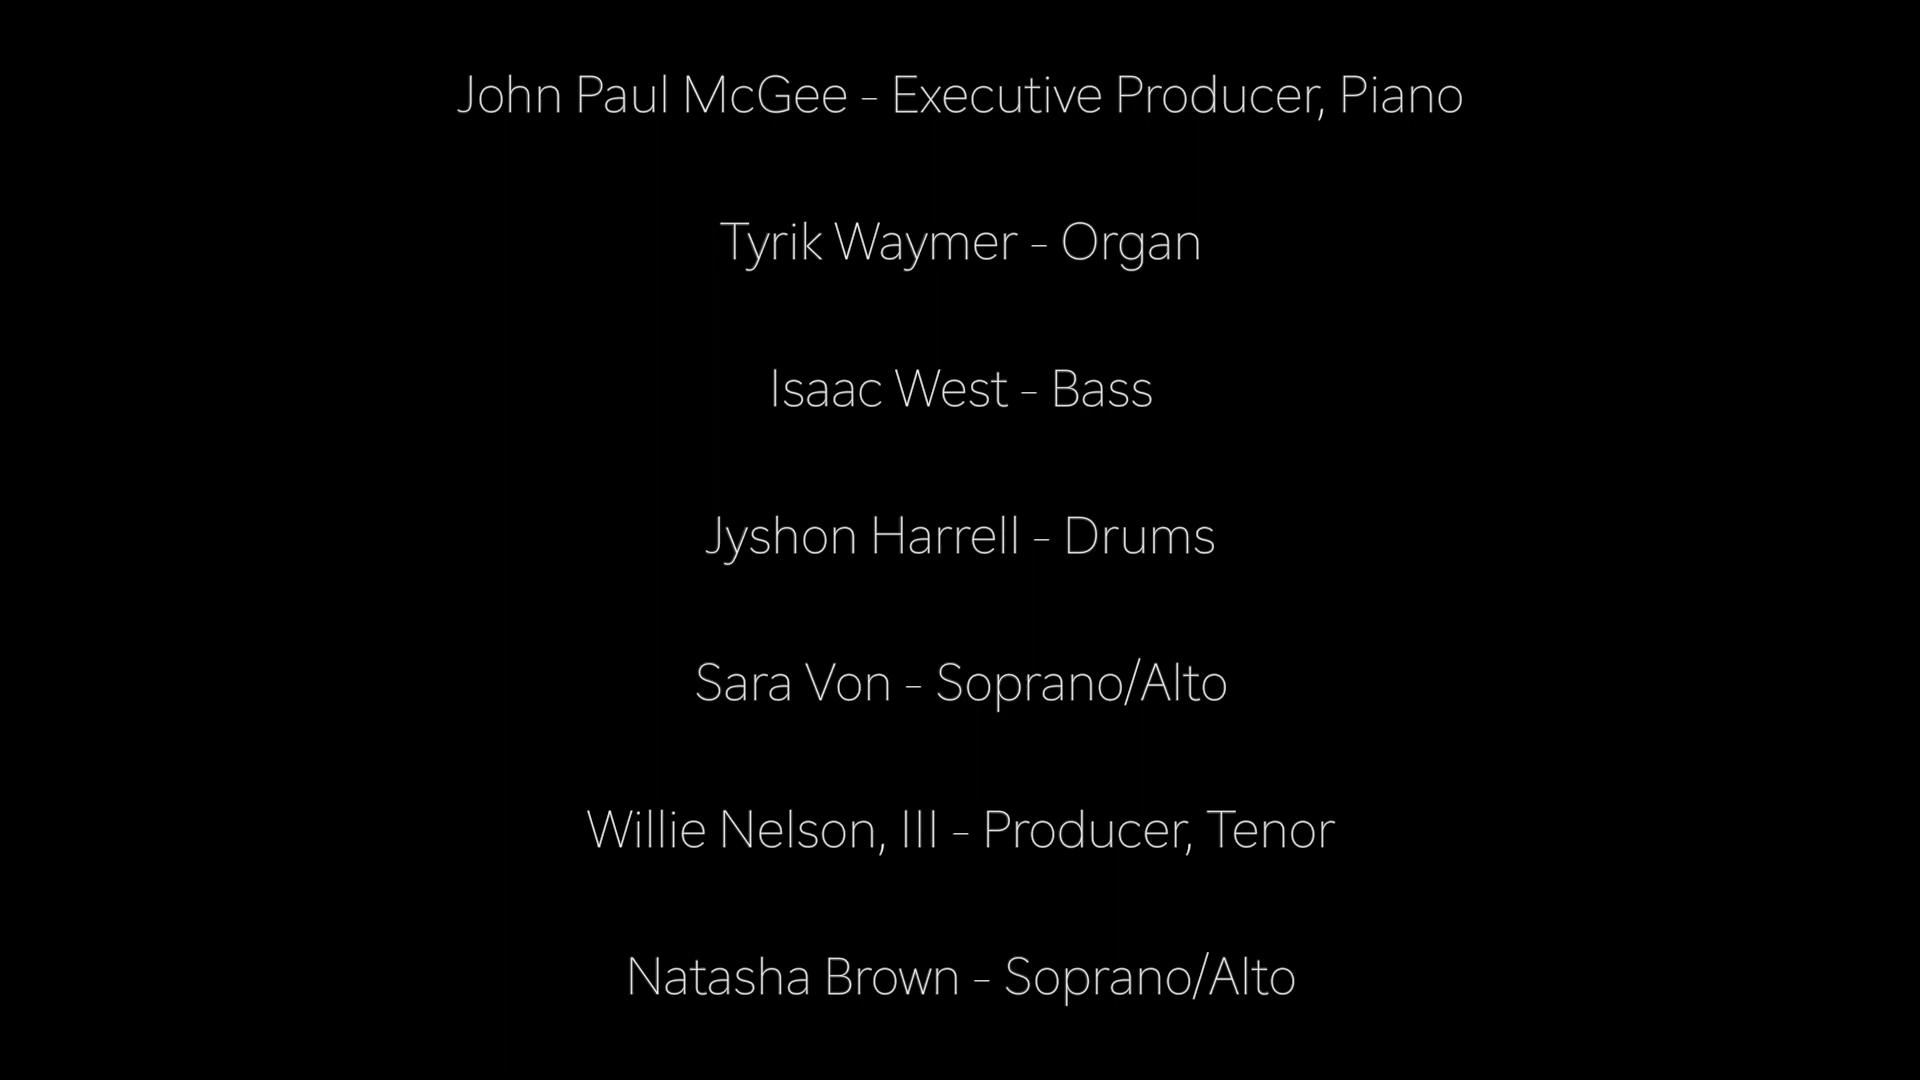 John Paul McGee - Executive Producer, Piano
Tyrik Waymer - Organ
Isaac West - Bass
Jyshon Harrell - Drums
Sara Von - Soprano/Alto
Willie Nelson, III - Producer, Tenor
Natasha Brown - Soprano/Alto